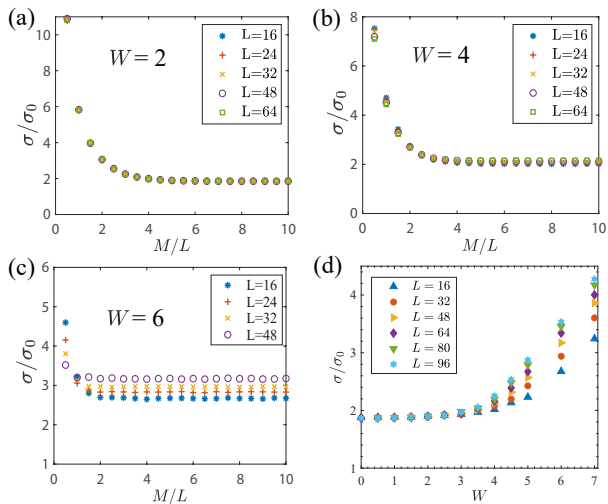 (a)
σ/σ0
10
8
6
4
2
0
0 2 4 6 8 10
M/L
W = 2
L=16
L=24
L=32
L=48
L=64
(b)
σ/σ0
8
6
4
2
0
0 2 4 6 8 10
M/L
W = 4
L=16
L=24
L=32
L=48
L=64
(c)
σ/σ0
6
5
4
3
2
1
0 2 4 6 8 10
M/L
W = 6
L=16
L=24
L=32
L=48
(d)
σ/σ0
4
3
2
1
0 1 2 3 4 5 6 7
W
L = 16
L = 32
L = 48
L = 64
L = 80
L = 96